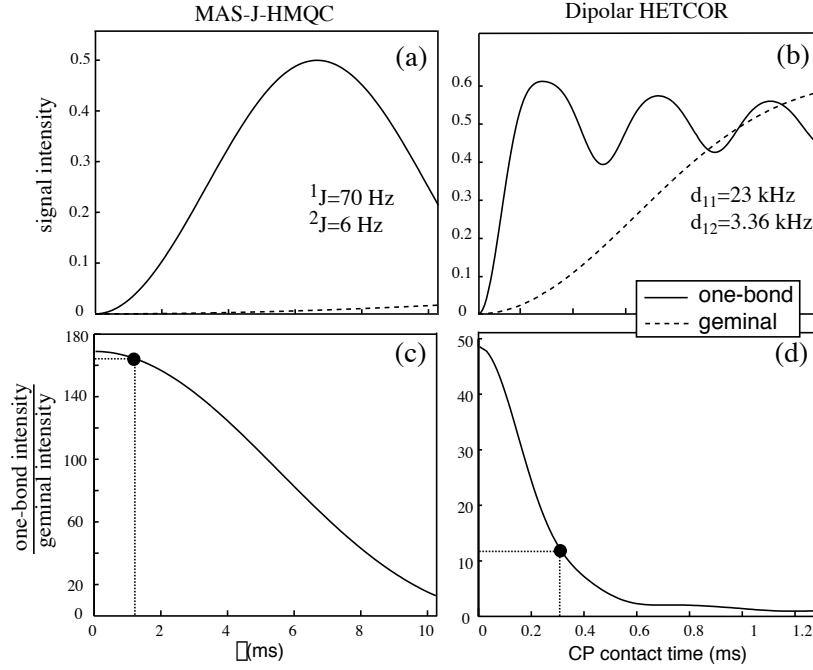 MAS-J-HMQC
Dipolar HETCOR
(a)
signal intensity
0.5
0.4
0.3
0.2
0.1
0
¹J=70 Hz
²J=6 Hz
(b)
0.6
0.5
0.4
0.3
0.2
0.1
0
d₁₁=23 kHz
d₁₂=3.36 kHz
one-bond
geminal
(c)
one-bond intensity
geminal intensity
180
140
100
60
20
0
0 2 4 6 8 10
(ms)
(d)
50
40
30
20
10
0
0 0.2 0.4 0.6 0.8 1.0 1.2
CP contact time (ms)